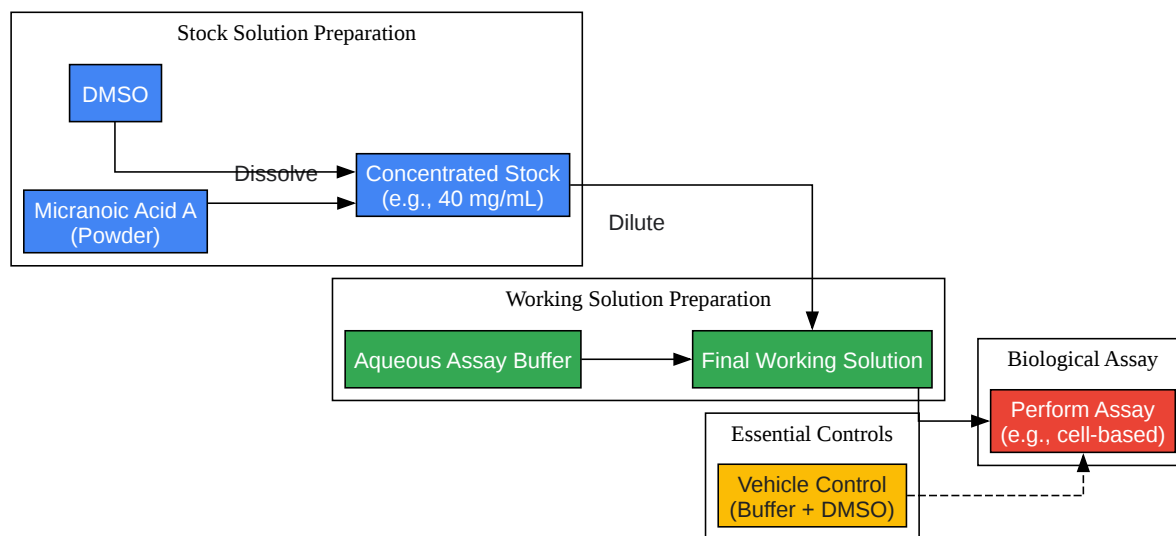 Stock Solution Preparation
DMSO
Dissolve
Concentrated Stock
(e.g., 40 mg/mL)
Micranoic Acid A
(Powder)
Dilute
Working Solution Preparation
Aqueous Assay Buffer
Final Working Solution
Biological Assay
Perform Assay
(e.g., cell-based)
Essential Controls
Vehicle Control
(Buffer + DMSO)